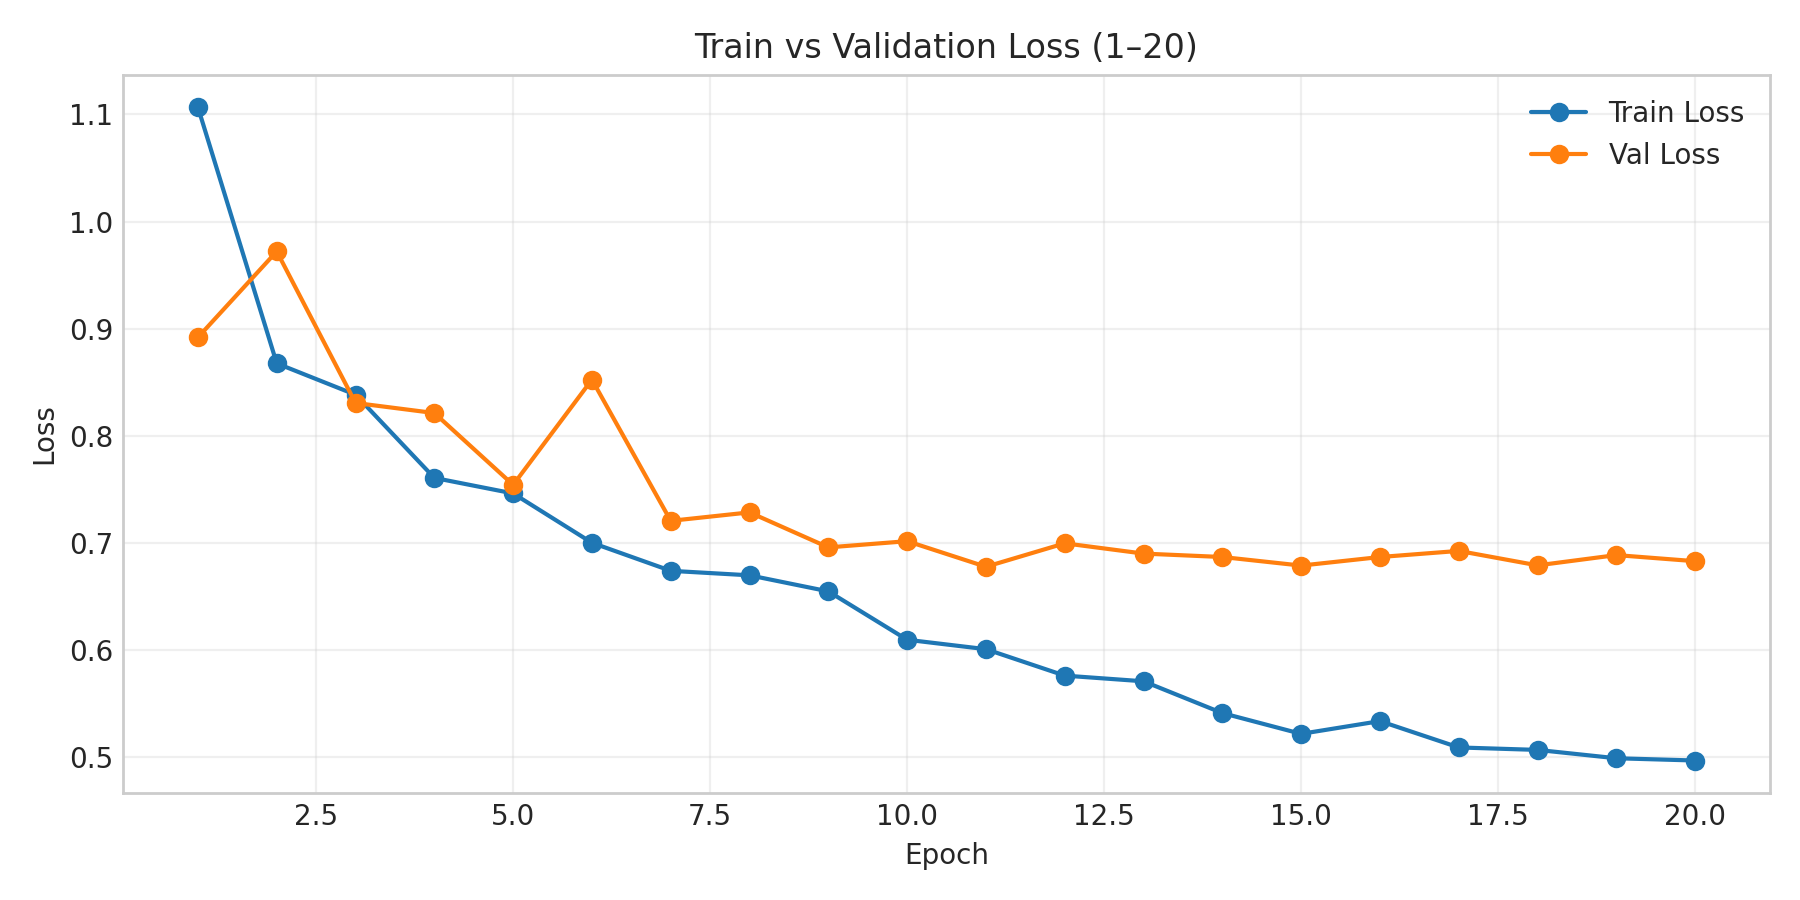 Train vs Validation Loss (1–20)
Train Loss
Val Loss
1.1
1.0
0.9
0.8
0.7
0.6
0.5
Loss
2.5 5.0 7.5 10.0 12.5 15.0 17.5 20.0
Epoch